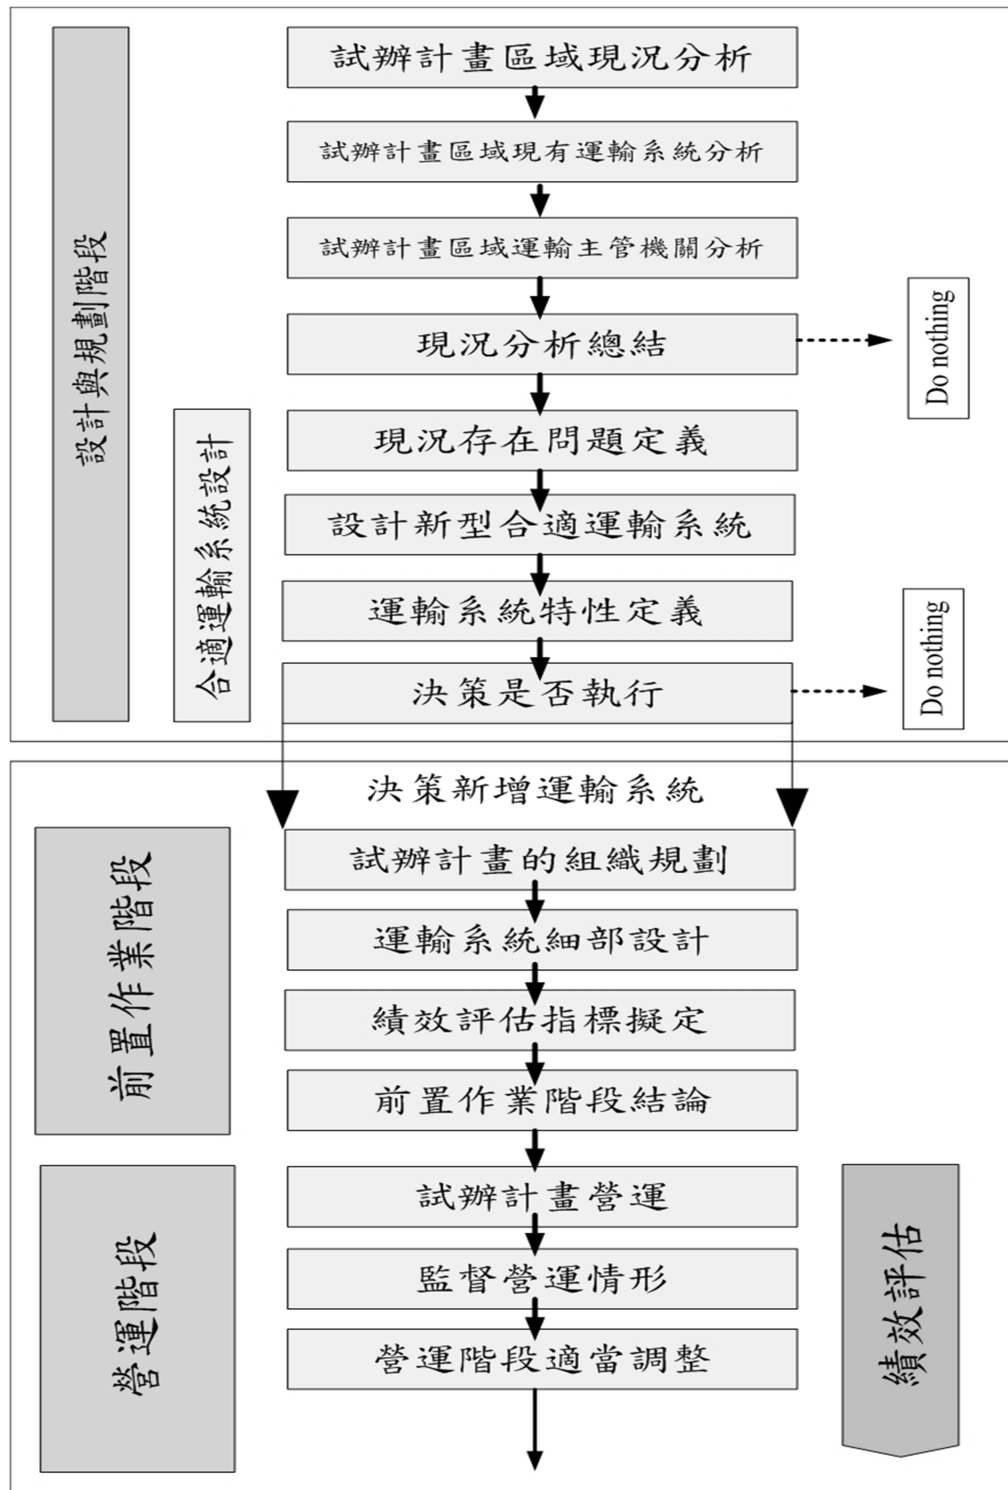 設計與規劃階段
試辦計畫區域現況分析
試辦計畫區域現有運輸系統分析
試辦計畫區域運輸主管機關分析
現況分析總結
Do nothing
合適運輸系統設計
現況存在問題定義
設計新型合適運輸系統
運輸系統特性定義
決策是否執行
Do nothing
決策新增運輸系統
前置作業階段
試辦計畫的組織規劃
運輸系統細部設計
績效評估指標擬定
前置作業階段結論
營運階段
試辦計畫營運
監督營運情形
營運階段適當調整
績效評估